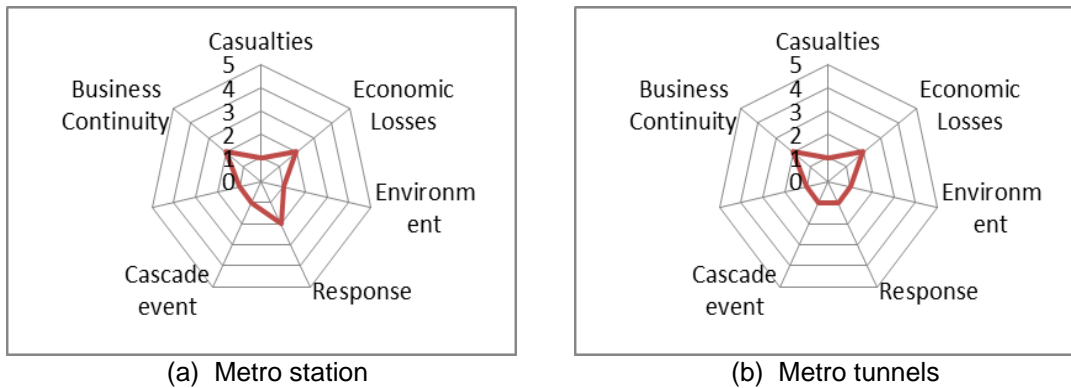 Casualties
5
4
3
2
1
0
Business
Continuity
Economic
Losses
Environm
ent
Response
Cascade
event
(a) Metro station
Casualties
5
4
3
2
1
0
Business
Continuity
Economic
Losses
Environm
ent
Response
Cascade
event
(b) Metro tunnels